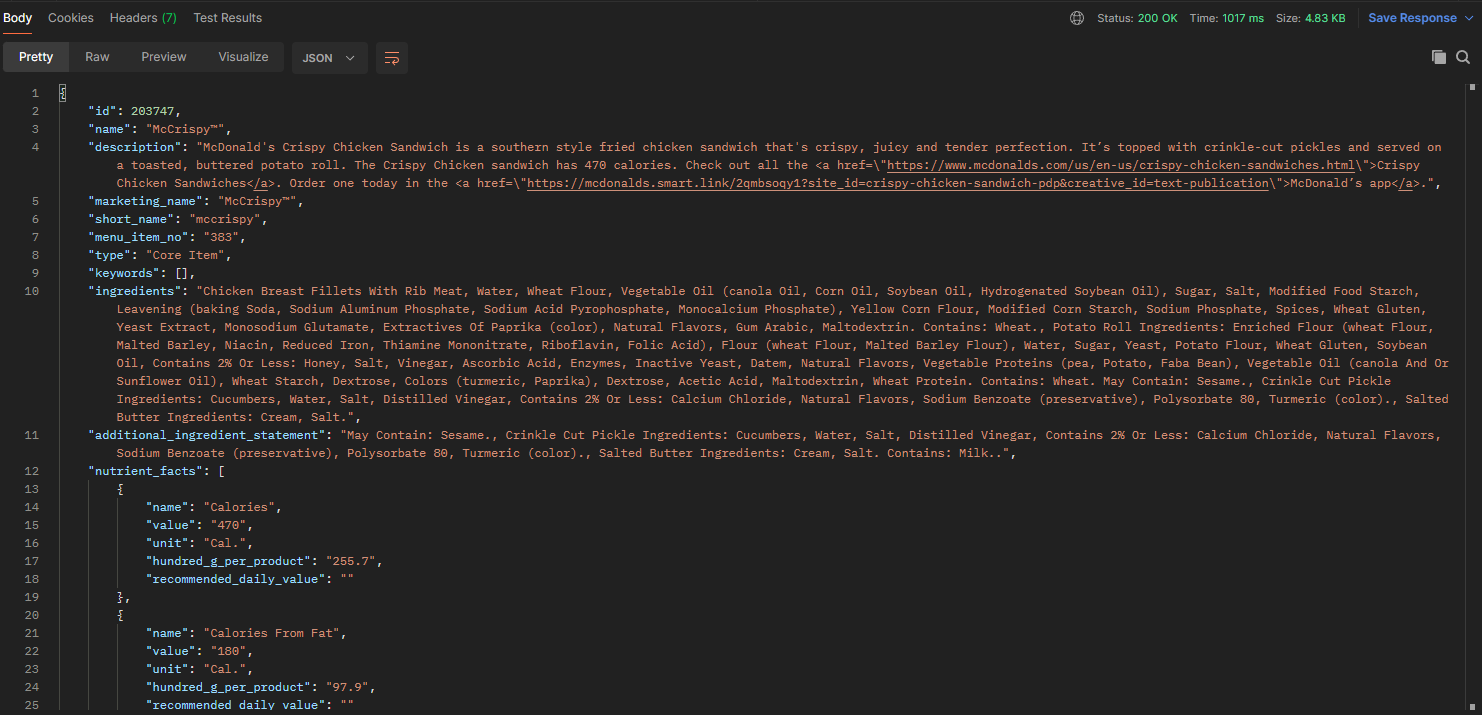 Body Cookies Headers (7) Test Results Status: 200 OK Time: 1017 ms Size: 4.83 KB Save Response
Pretty Raw Preview Visualize JSON
1 {
2 "id": 203747,
3 "name": "McCrispy™",
4 "description": "McDonald's Crispy Chicken Sandwich is a southern style fried chicken sandwich that's crispy, juicy and tender perfection. It’s topped with crinkle-cut pickles and served on
a toasted, buttered potato roll. The Crispy Chicken sandwich has 470 calories. Check out all the <a href=\"https://www.mcdonalds.com/us/en-us/crispy-chicken-sandwiches.html\">Crispy
Chicken Sandwiches</a>. Order one today in the <a href=\"https://mcdonalds.smart.link/2qmbsoqy1?site_id=crispy-chicken-sandwich-pdp&creative_id=text-publication\">McDonald’s app</a>.",
5 "marketing_name": "McCrispy™",
6 "short_name": "mccrispy",
7 "menu_item_no": "383",
8 "type": "Core Item",
9 "keywords": [],
10 "ingredients": "Chicken Breast Fillets With Rib Meat, Water, Wheat Flour, Vegetable Oil (canola Oil, Corn Oil, Soybean Oil, Hydrogenated Soybean Oil), Sugar, Salt, Modified Food Starch,
Leavening (baking Soda, Sodium Aluminum Phosphate, Sodium Acid Pyrophosphate, Monocalcium Phosphate), Yellow Corn Flour, Modified Corn Starch, Sodium Phosphate, Spices, Wheat Gluten,
Yeast Extract, Monosodium Glutamate, Extractives Of Paprika (color), Natural Flavors, Gum Arabic, Maltodextrin. Contains: Wheat., Potato Roll Ingredients: Enriched Flour (wheat Flour,
Malted Barley, Niacin, Reduced Iron, Thiamine Mononitrate, Riboflavin, Folic Acid), Flour (wheat Flour, Malted Barley Flour), Water, Sugar, Yeast, Potato Flour, Wheat Gluten, Soybean
Oil, Contains 2% Or Less: Honey, Salt, Vinegar, Ascorbic Acid, Enzymes, Inactive Yeast, Datem, Natural Flavors, Vegetable Proteins (pea, Potato, Faba Bean), Vegetable Oil (canola And Or
Sunflower Oil), Wheat Starch, Dextrose, Colors (turmeric, Paprika), Dextrose, Acetic Acid, Maltodextrin, Wheat Protein. Contains: Wheat. May Contain: Sesame., Crinkle Cut Pickle
Ingredients: Cucumbers, Water, Salt, Distilled Vinegar, Contains 2% Or Less: Calcium Chloride, Natural Flavors, Sodium Benzoate (preservative), Polysorbate 80, Turmeric (color)., Salted
Butter Ingredients: Cream, Salt.",
11 "additional_ingredient_statement": "May Contain: Sesame., Crinkle Cut Pickle Ingredients: Cucumbers, Water, Salt, Distilled Vinegar, Contains 2% Or Less: Calcium Chloride, Natural Flavors,
Sodium Benzoate (preservative), Polysorbate 80, Turmeric (color)., Salted Butter Ingredients: Cream, Salt. Contains: Milk..",
12 "nutrient_facts": [
13 {
14 "name": "Calories",
15 "value": "470",
16 "unit": "Cal.",
17 "hundred_g_per_product": "255.7",
18 "recommended_daily_value": ""
19 },
20 {
21 "name": "Calories From Fat",
22 "value": "180",
23 "unit": "Cal.",
24 "hundred_g_per_product": "97.9",
25 "recommended_daily_value": ""